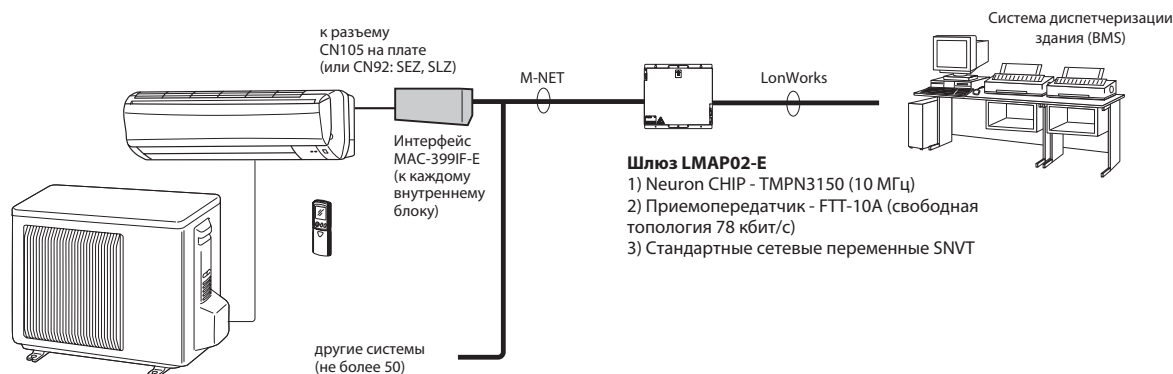 к разъему
CN105 на плате
(или CN92: SEZ, SLZ)
M-NET
LonWorks
Система диспетчеризации
здания (BMS)
Интерфейс
MAC-399IF-E
(к каждому
внутреннему
блоку)
Шлюз LMAP02-E
1) Neuron CHIP - TMPN3150 (10 МГц)
2) Приемопередатчик - FTT-10A (свободная
топология 78 кбит/с)
3) Стандартные сетевые переменные SNVT
другие системы
(не более 50)